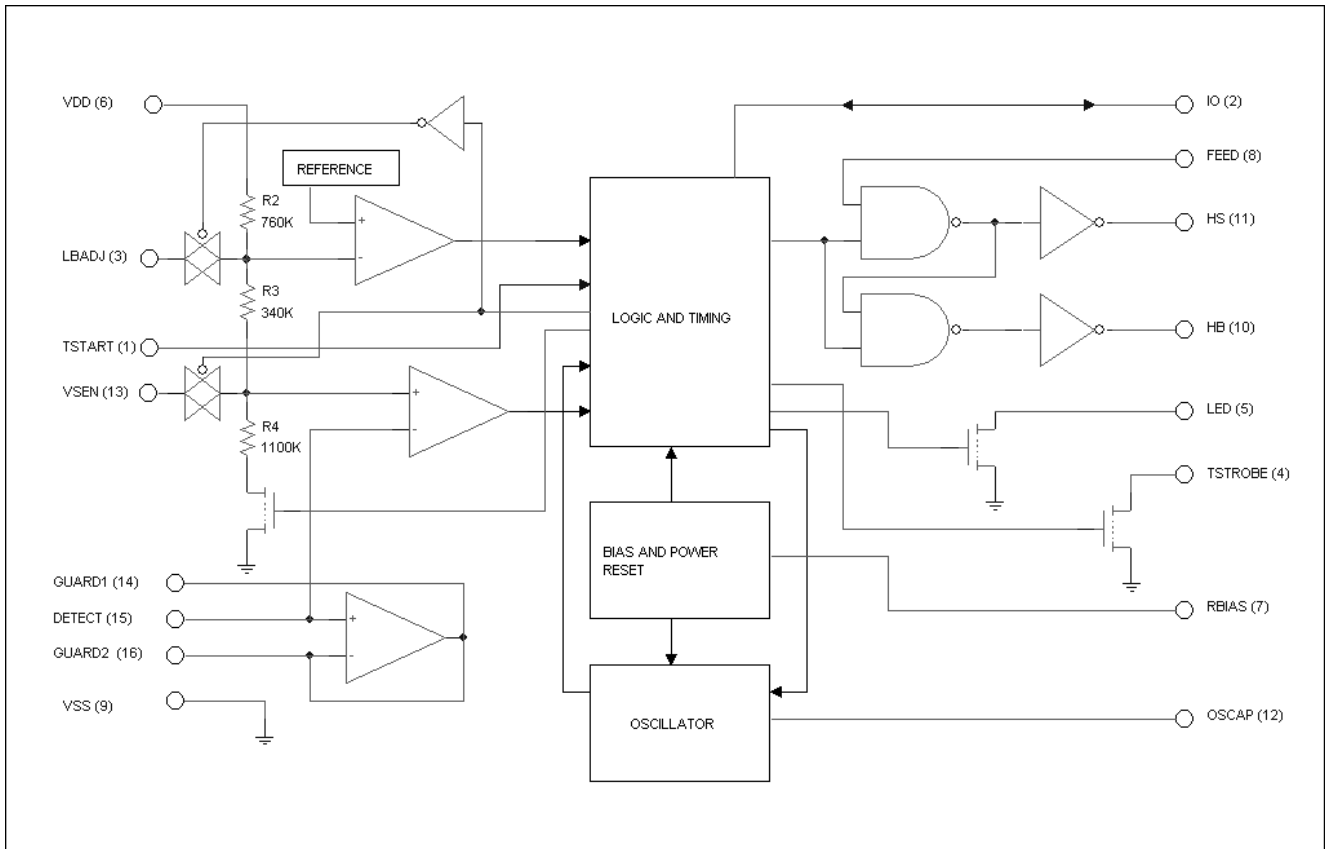 VDD (6)
IO (2)
FEED (8)
REFERENCE
R2
760K
+
-
HS (11)
LBADJ (3)
R3
340K
LOGIC AND TIMING
TSTART (1)
HB (10)
VSEN (13)
+
-
LED (5)
R4
1100K
TSTROBE (4)
BIAS AND POWER
RESET
GUARD1 (14)
DETECT (15)
+
-
GUARD2 (16)
RBIAS (7)
VSS (9)
OSCILLATOR
OSCAP (12)